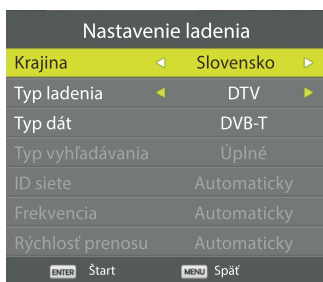 Nastavenie ladenia
Krajina Slovensko
Typ ladenia DTV
Typ dát DVB-T
Typ vyhľadávania Úplné
ID siete Automaticky
Frekvencia Automaticky
Rýchlosť prenosu Automaticky
ENTER Štart MENU Späť